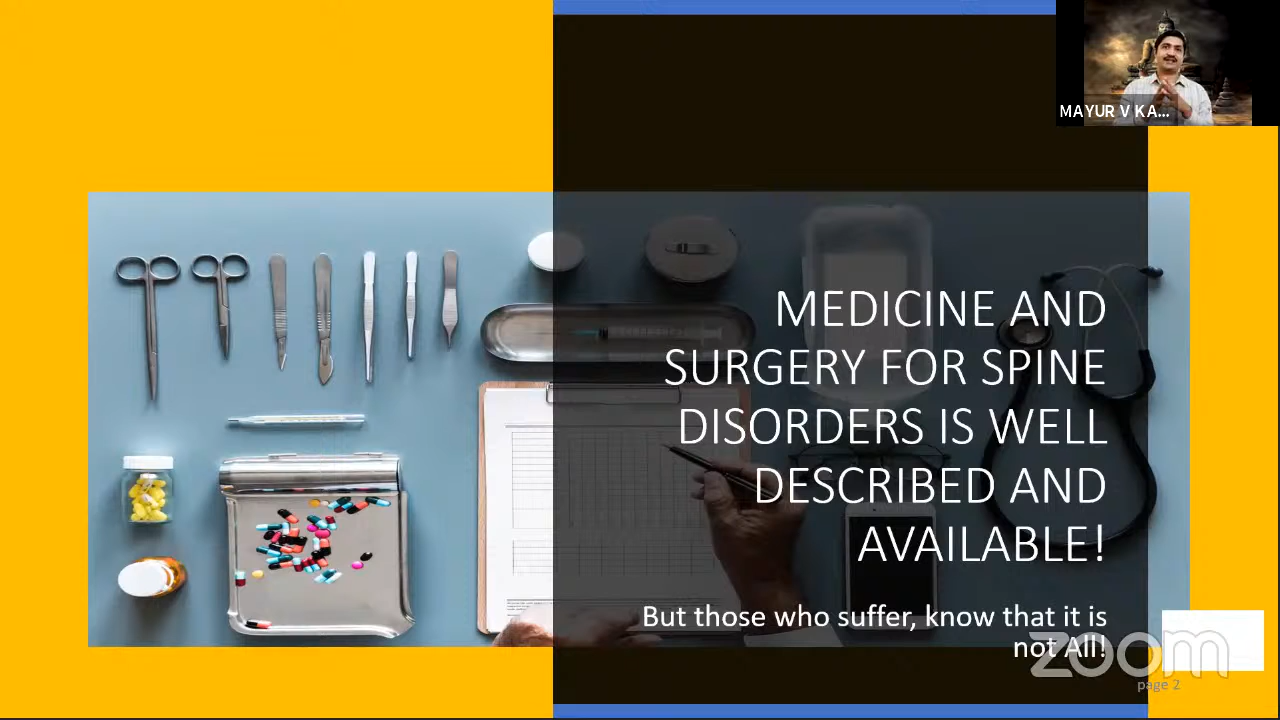 MAYUR V KA...
MEDICINE AND
SURGERY FOR SPINE
DISORDERS IS WELL
DESCRIBED AND
AVAILABLE!
But those who suffer, know that it is
not All!
zoom
page 2